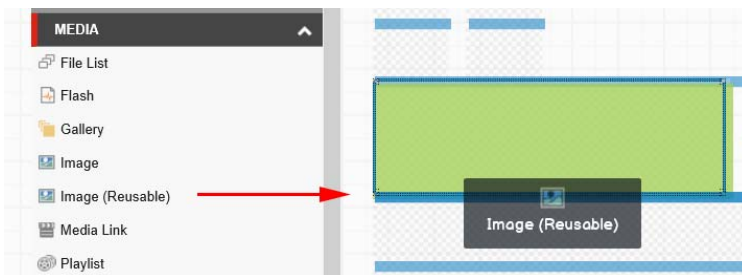 MEDIA
File List
Flash
Gallery
Image
Image (Reusable)
Media Link
Playlist
Image (Reusable)